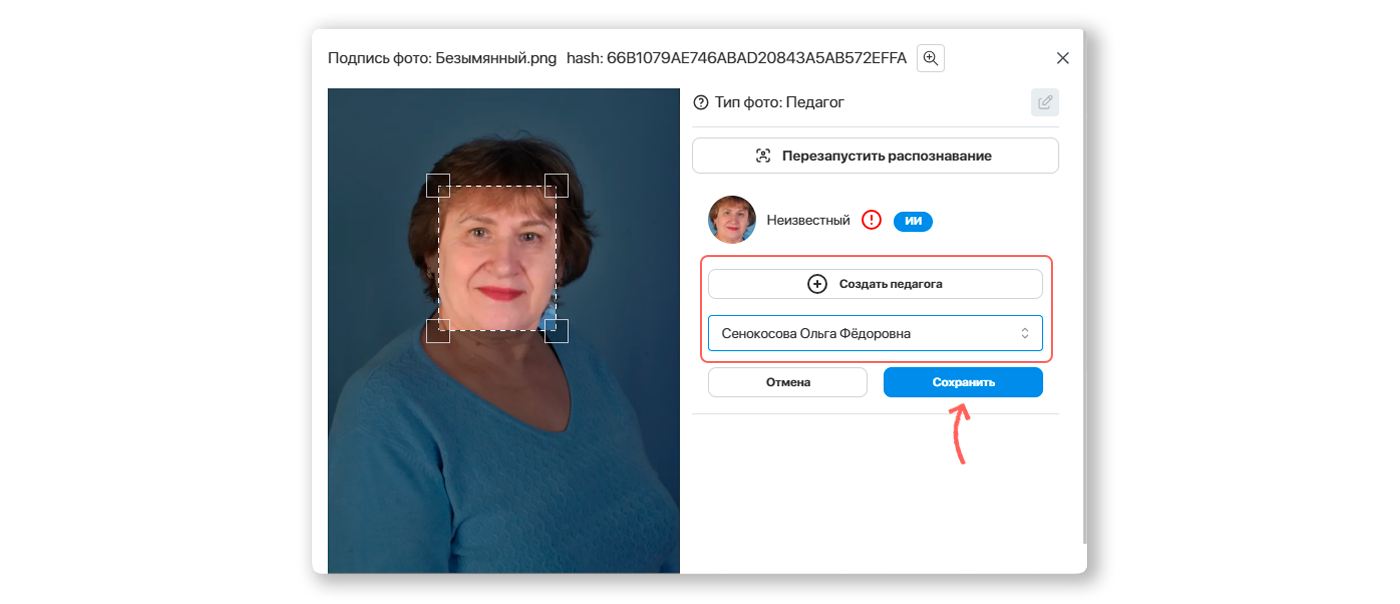 Подпись фото: Безымянный.png hash: 66B1079AE746ABAD20843A5AB572EFFA
Тип фото: Педагог
Перезапустить распознавание
Неизвестный ИИ
Создать педагога
Сенокосова Ольга Фёдоровна
Отмена Сохранить